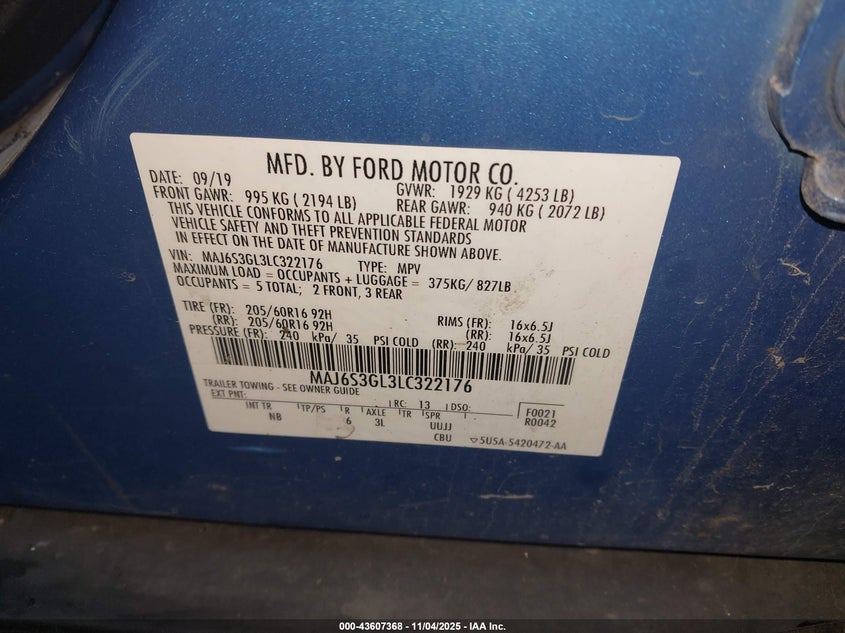 MFD. BY FORD MOTOR CO.
DATE: 09/19 GVWR: 1929 KG ( 4253 LB)
FRONT GAWR: 995 KG ( 2194 LB) REAR GAWR: 940 KG ( 2072 LB)
THIS VEHICLE CONFORMS TO ALL APPLICABLE FEDERAL MOTOR
VEHICLE SAFETY AND THEFT PREVENTION STANDARDS
IN EFFECT ON THE DATE OF MANUFACTURE SHOWN ABOVE.
VIN: MAJ6S3GL3LC322176 TYPE: MPV
MAXIMUM LOAD = OCCUPANTS + LUGGAGE = 375KG/ 827LB
OCCUPANTS = 5 TOTAL; 2 FRONT, 3 REAR
TIRE (FR): 205/60R16 92H RIMS (FR): 16x6.5J
(RR): 205/60R16 92H (RR): 16x6.5J
PRESSURE (FR): 240 kPa/ 35 PSI COLD (RR): 240 kPa/ 35 PSI COLD
MAJ6S3GL3LC322176
TRAILER TOWING - SEE OWNER GUIDE
EXT PNT: RC: 13 DSO: F0021
INT TR TP/PS R AXLE TR SPR R0042
NB 6 3L UUJJ
CBU 5U5A-5420472-AA
000-43607368 - 11/04/2025 - IAA Inc.